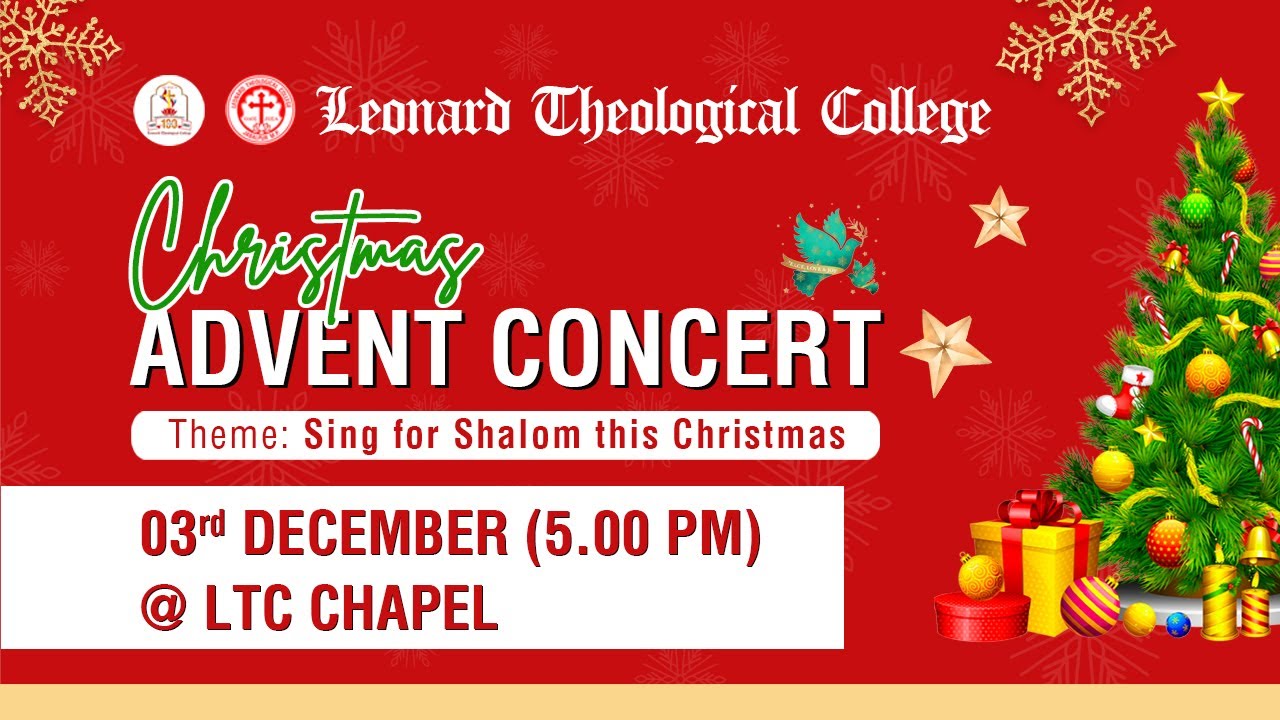 Leonard Theological College
Christmas
ADVENT CONCERT
Theme: Sing for Shalom this Christmas
03rd DECEMBER (5.00 PM)
@ LTC CHAPEL